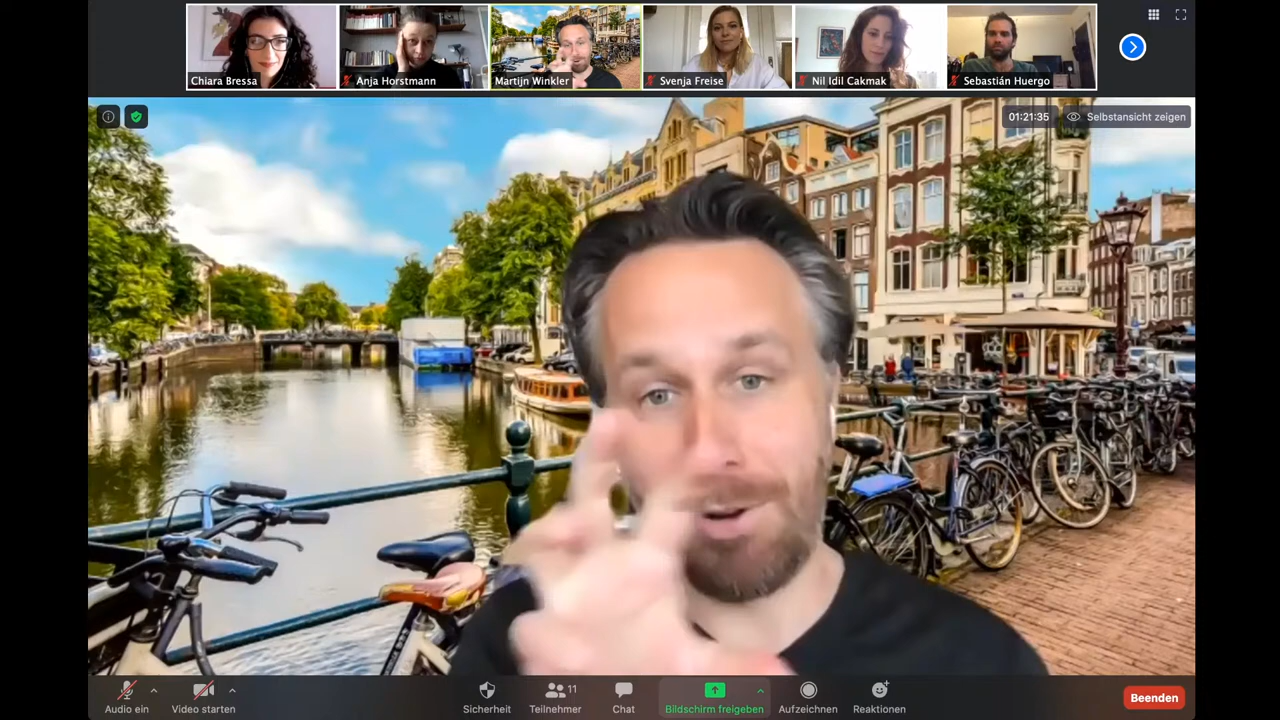 Chiara Bressa
Anja Horstmann
Martijn Winkler
Svenja Freise
Nil Idil Cakmak
Sebastián Huergo
01:21:35
Selbstansicht zeigen
Audio ein
Video starten
Sicherheit
11
Teilnehmer
Chat
Bildschirm freigeben
Aufzeichnen
Reaktionen
Beenden